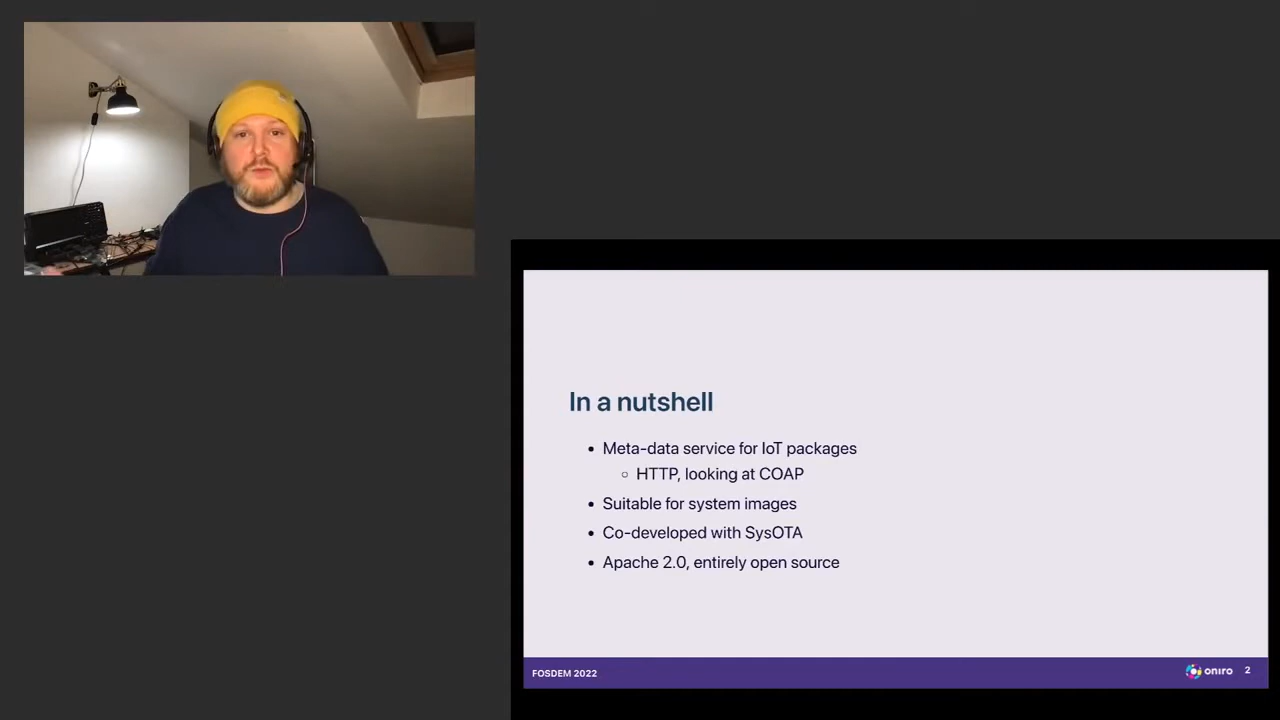 In a nutshell
• Meta-data service for IoT packages
○ HTTP, looking at COAP
• Suitable for system images
• Co-developed with SysOTA
• Apache 2.0, entirely open source
FOSDEM 2022
oniro
2